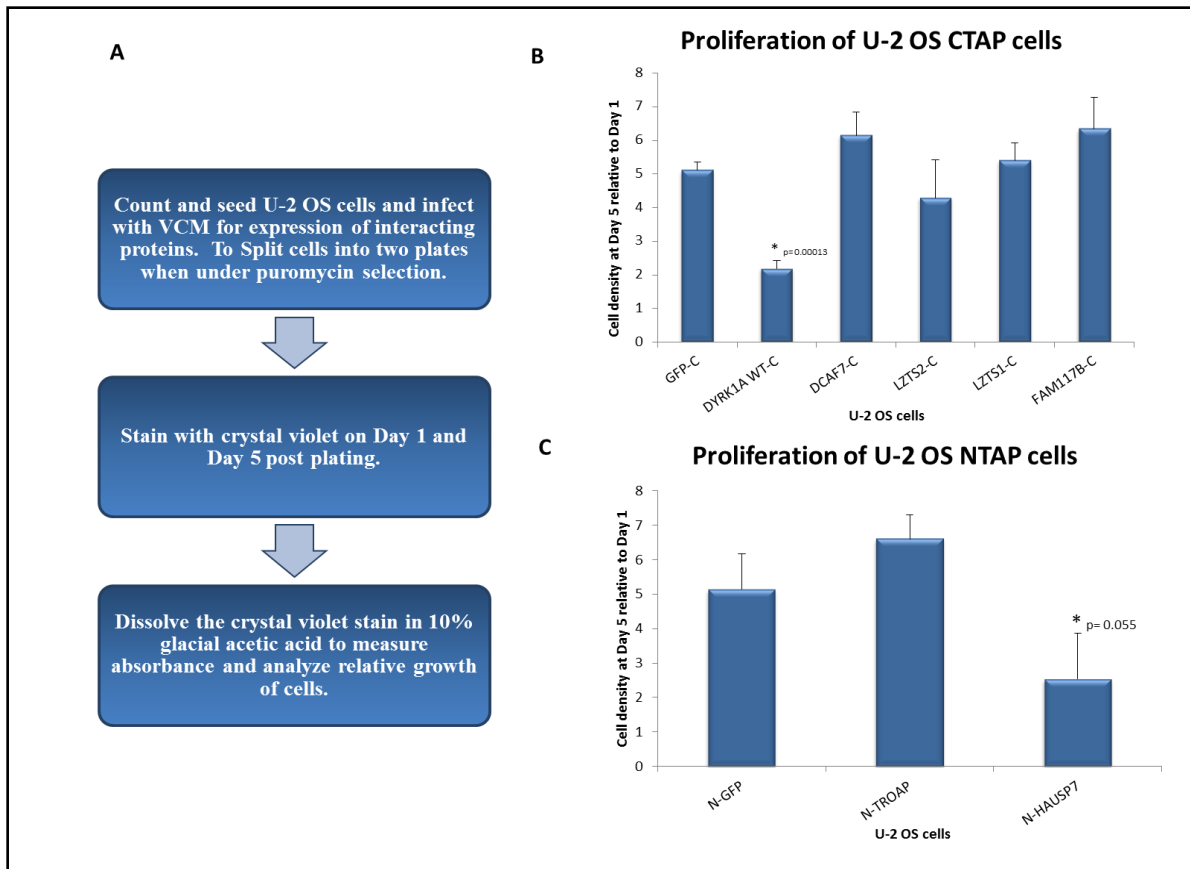 A
Count and seed U-2 OS cells and infect
with VCM for expression of interacting
proteins. To Split cells into two plates
when under puromycin selection.
Stain with crystal violet on Day 1 and
Day 5 post plating.
Dissolve the crystal violet stain in 10%
glacial acetic acid to measure
absorbance and analyze relative growth
of cells.
B
Proliferation of U-2 OS CTAP cells
Cell density at Day 5 relative to Day 1
8
7
6
5
4
3
2
1
0
* p=0.00013
GFP-C
DYRK1A WT-C
DCAF7-C
LZTS2-C
LZTS1-C
FAM117B-C
U-2 OS cells
C
Proliferation of U-2 OS NTAP cells
Cell density at Day 5 relative to Day 1
8
7
6
5
4
3
2
1
0
* p= 0.055
N-GFP
N-TROAP
N-HAUSP7
U-2 OS cells